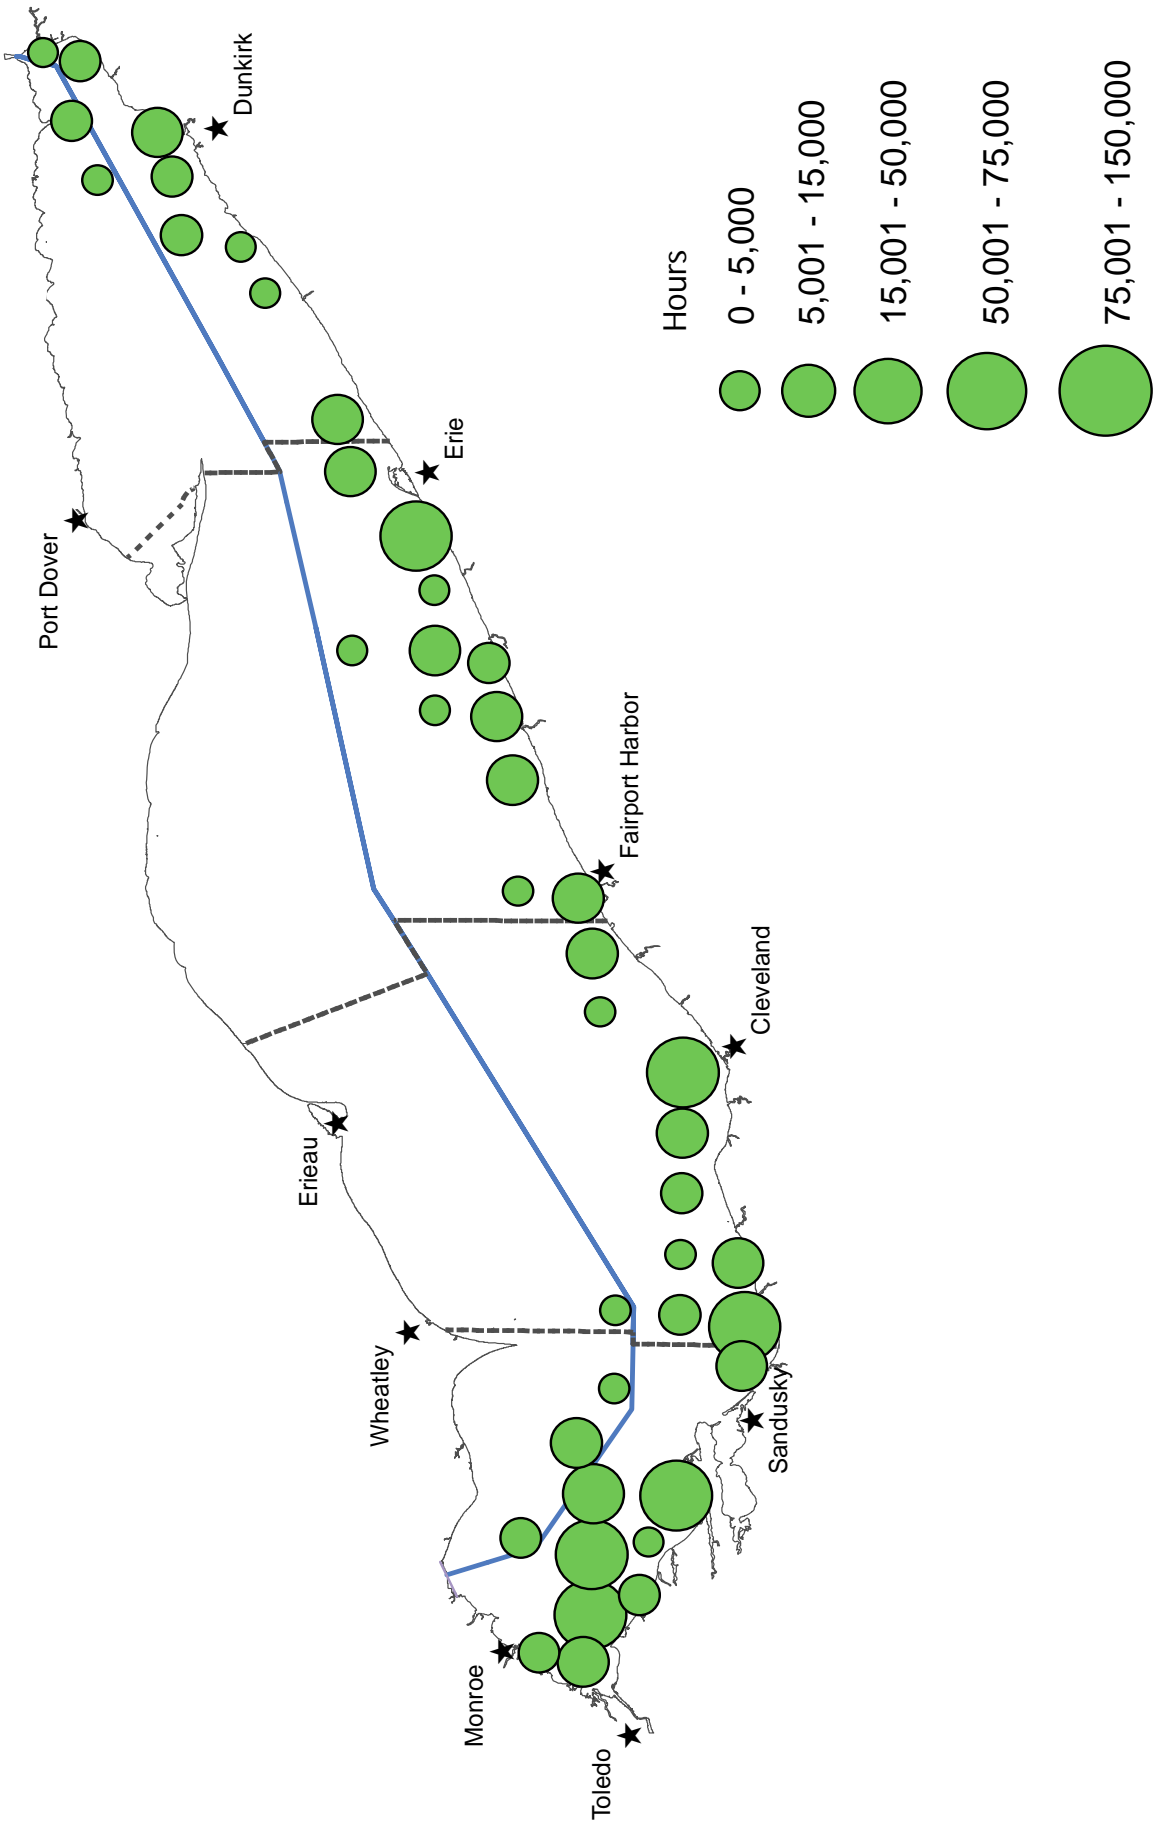 Port Dover
Dunkirk
Erie
Erieau
Fairport Harbor
Wheatley
Cleveland
Monroe
Toledo
Sandusky
Hours
0 - 5,000
5,001 - 15,000
15,001 - 50,000
50,001 - 75,000
75,001 - 150,000